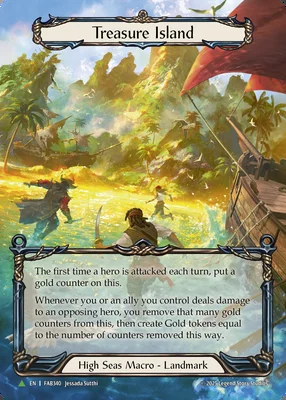 Treasure Island
The first time a hero is attacked each turn, put a
gold counter on this.
Whenever you or an ally you control deals damage
to an opposing hero, you remove that many gold
counters from this, then create Gold tokens equal
to the number of counters removed this way.
High Seas Macro - Landmark
EN | FAB340 Jessada Sutthi
© 2025 Legend Story Studios